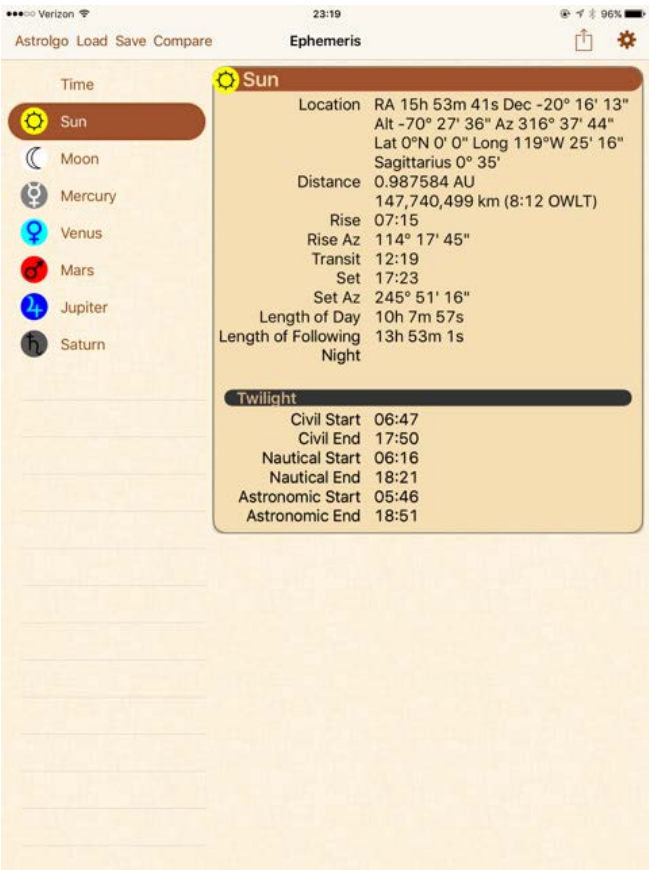 Verizon 23:19 96%
Astrolgo Load Save Compare Ephemeris
Time
Sun
Moon
Mercury
Venus
Mars
Jupiter
Saturn
Sun
Location RA 15h 53m 41s Dec -20° 16' 13"
Alt -70° 27' 36" Az 316° 37' 44"
Lat 0°N 0' 0" Long 119°W 25' 16"
Sagittarius 0° 35'
Distance 0.987584 AU
147,740,499 km (8:12 OWLT)
Rise 07:15
Rise Az 114° 17' 45"
Transit 12:19
Set 17:23
Set Az 245° 51' 16"
Length of Day 10h 7m 57s
Length of Following 13h 53m 1s
Night
Twilight
Civil Start 06:47
Civil End 17:50
Nautical Start 06:16
Nautical End 18:21
Astronomic Start 05:46
Astronomic End 18:51